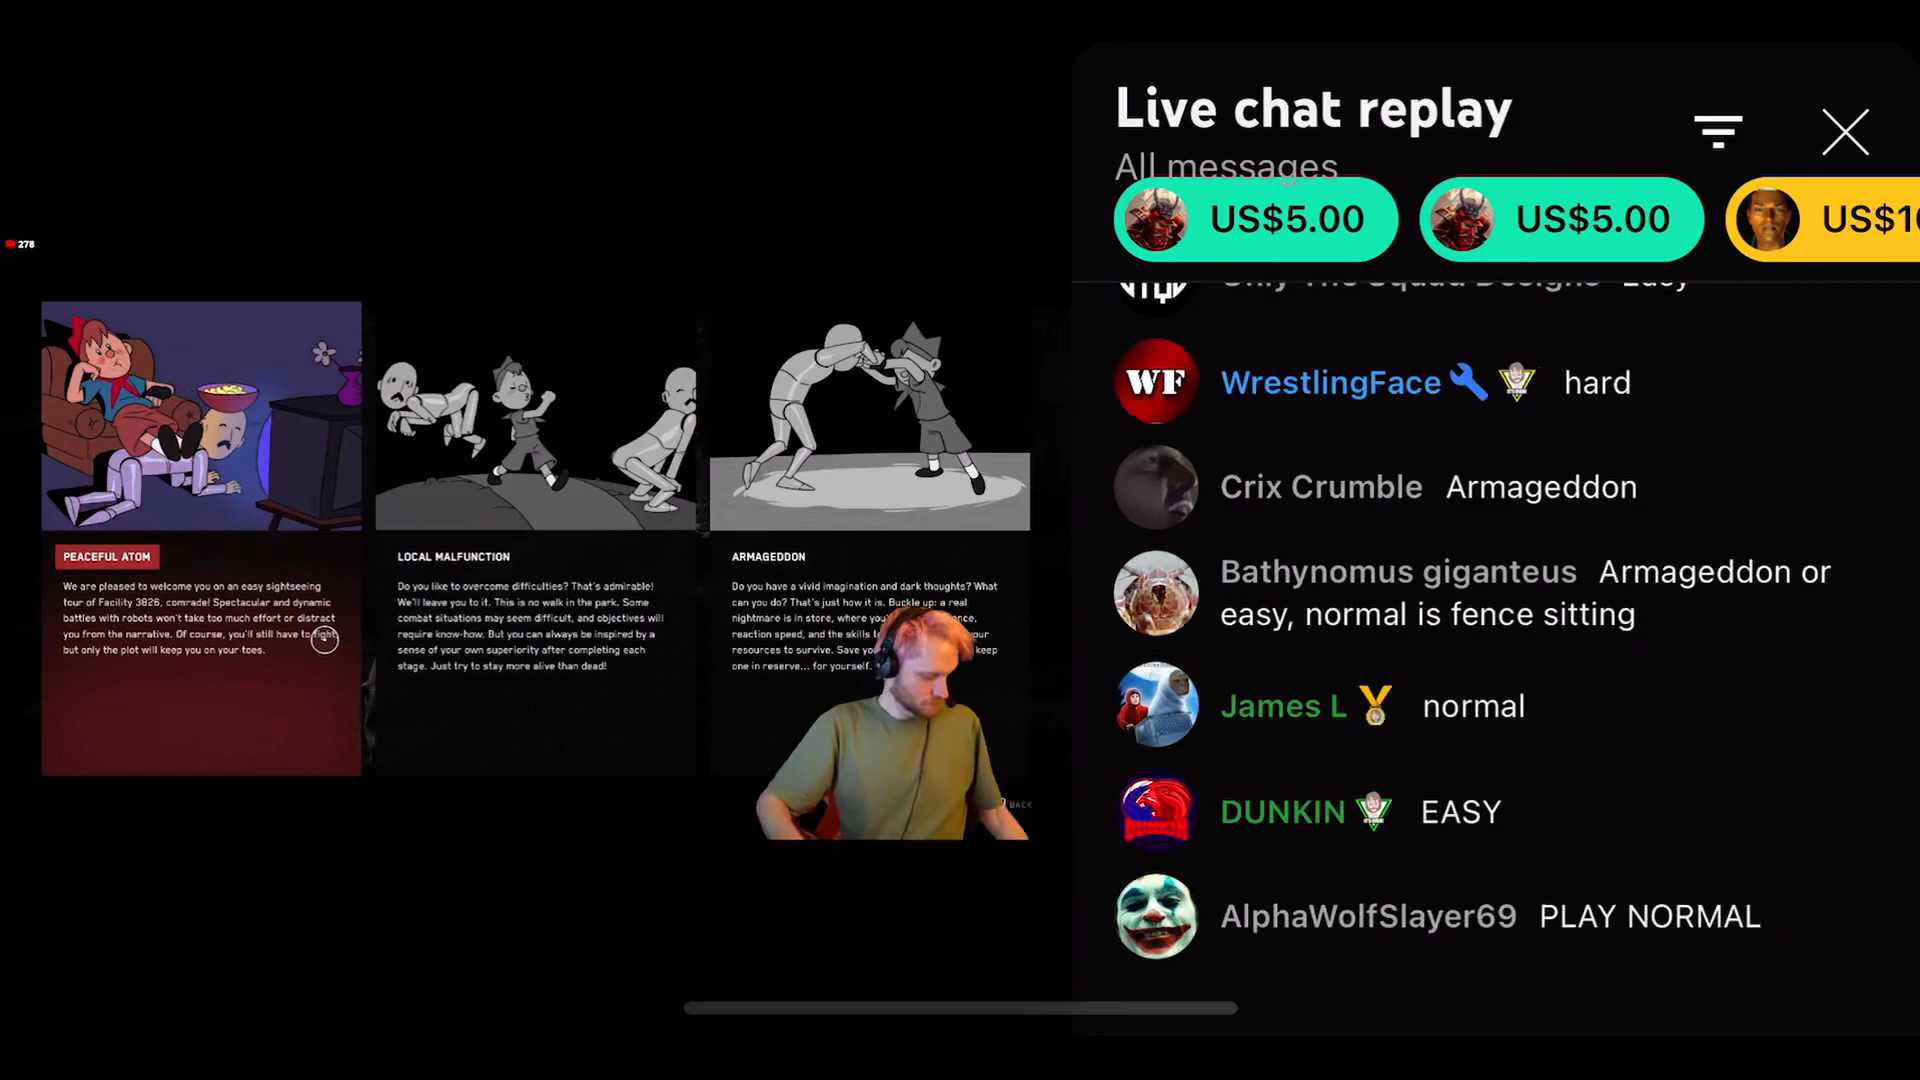 278
PEACEFUL ATOM
We are pleased to welcome you on an easy sightseeing
tour of Facility 3826, comrade! Spectacular and dynamic
battles with robots won't take too much effort or distract
you from the narrative. Of course, you'll still have to fight,
but only the plot will keep you on your toes.
LOCAL MALFUNCTION
Do you like to overcome difficulties? That's admirable!
We'll leave you to it. This is no walk in the park. Some
combat situations may seem difficult, and objectives will
require know-how. But you can always be inspired by a
sense of your own superiority after completing each
stage. Just try to stay more alive than dead!
ARMAGEDDON
Do you have a vivid imagination and dark thoughts? What
can you do? That's just how it is. Buckle up: a real
nightmare is in store, where you
reaction speed, and the skills
resources to survive. Save keep
one in reserve... for yourself.
BACK
Live chat replay
All messages
US$5.00
US$5.00
Only The Squad Designs Easy
WF
WrestlingFace hard
Crix Crumble Armageddon
Bathynomus giganteus Armageddon or
easy, normal is fence sitting
James L normal
DUNKIN EASY
AlphaWolfSlayer69 PLAY NORMAL